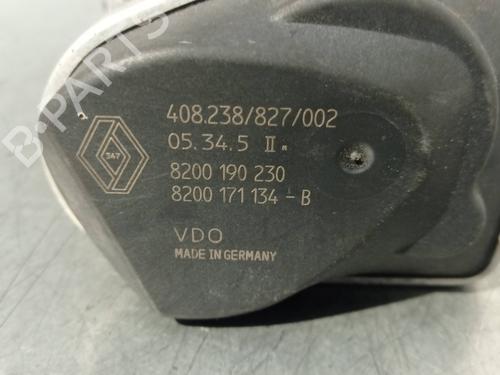 B-PARTS
408.238/827/002
05.34.5 II
8200 190 230
8200 171 134 - B
347
VDO
MADE IN GERMANY